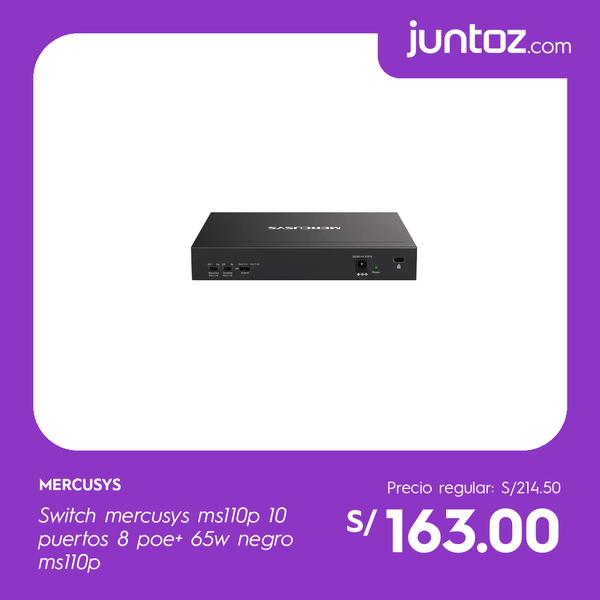 juntoz.com
MERCUSYS
MERCUSYS
Switch mercusys ms110p 10
puertos 8 poe+ 65w negro
ms110p
Precio regular: S/214.50
S/163.00